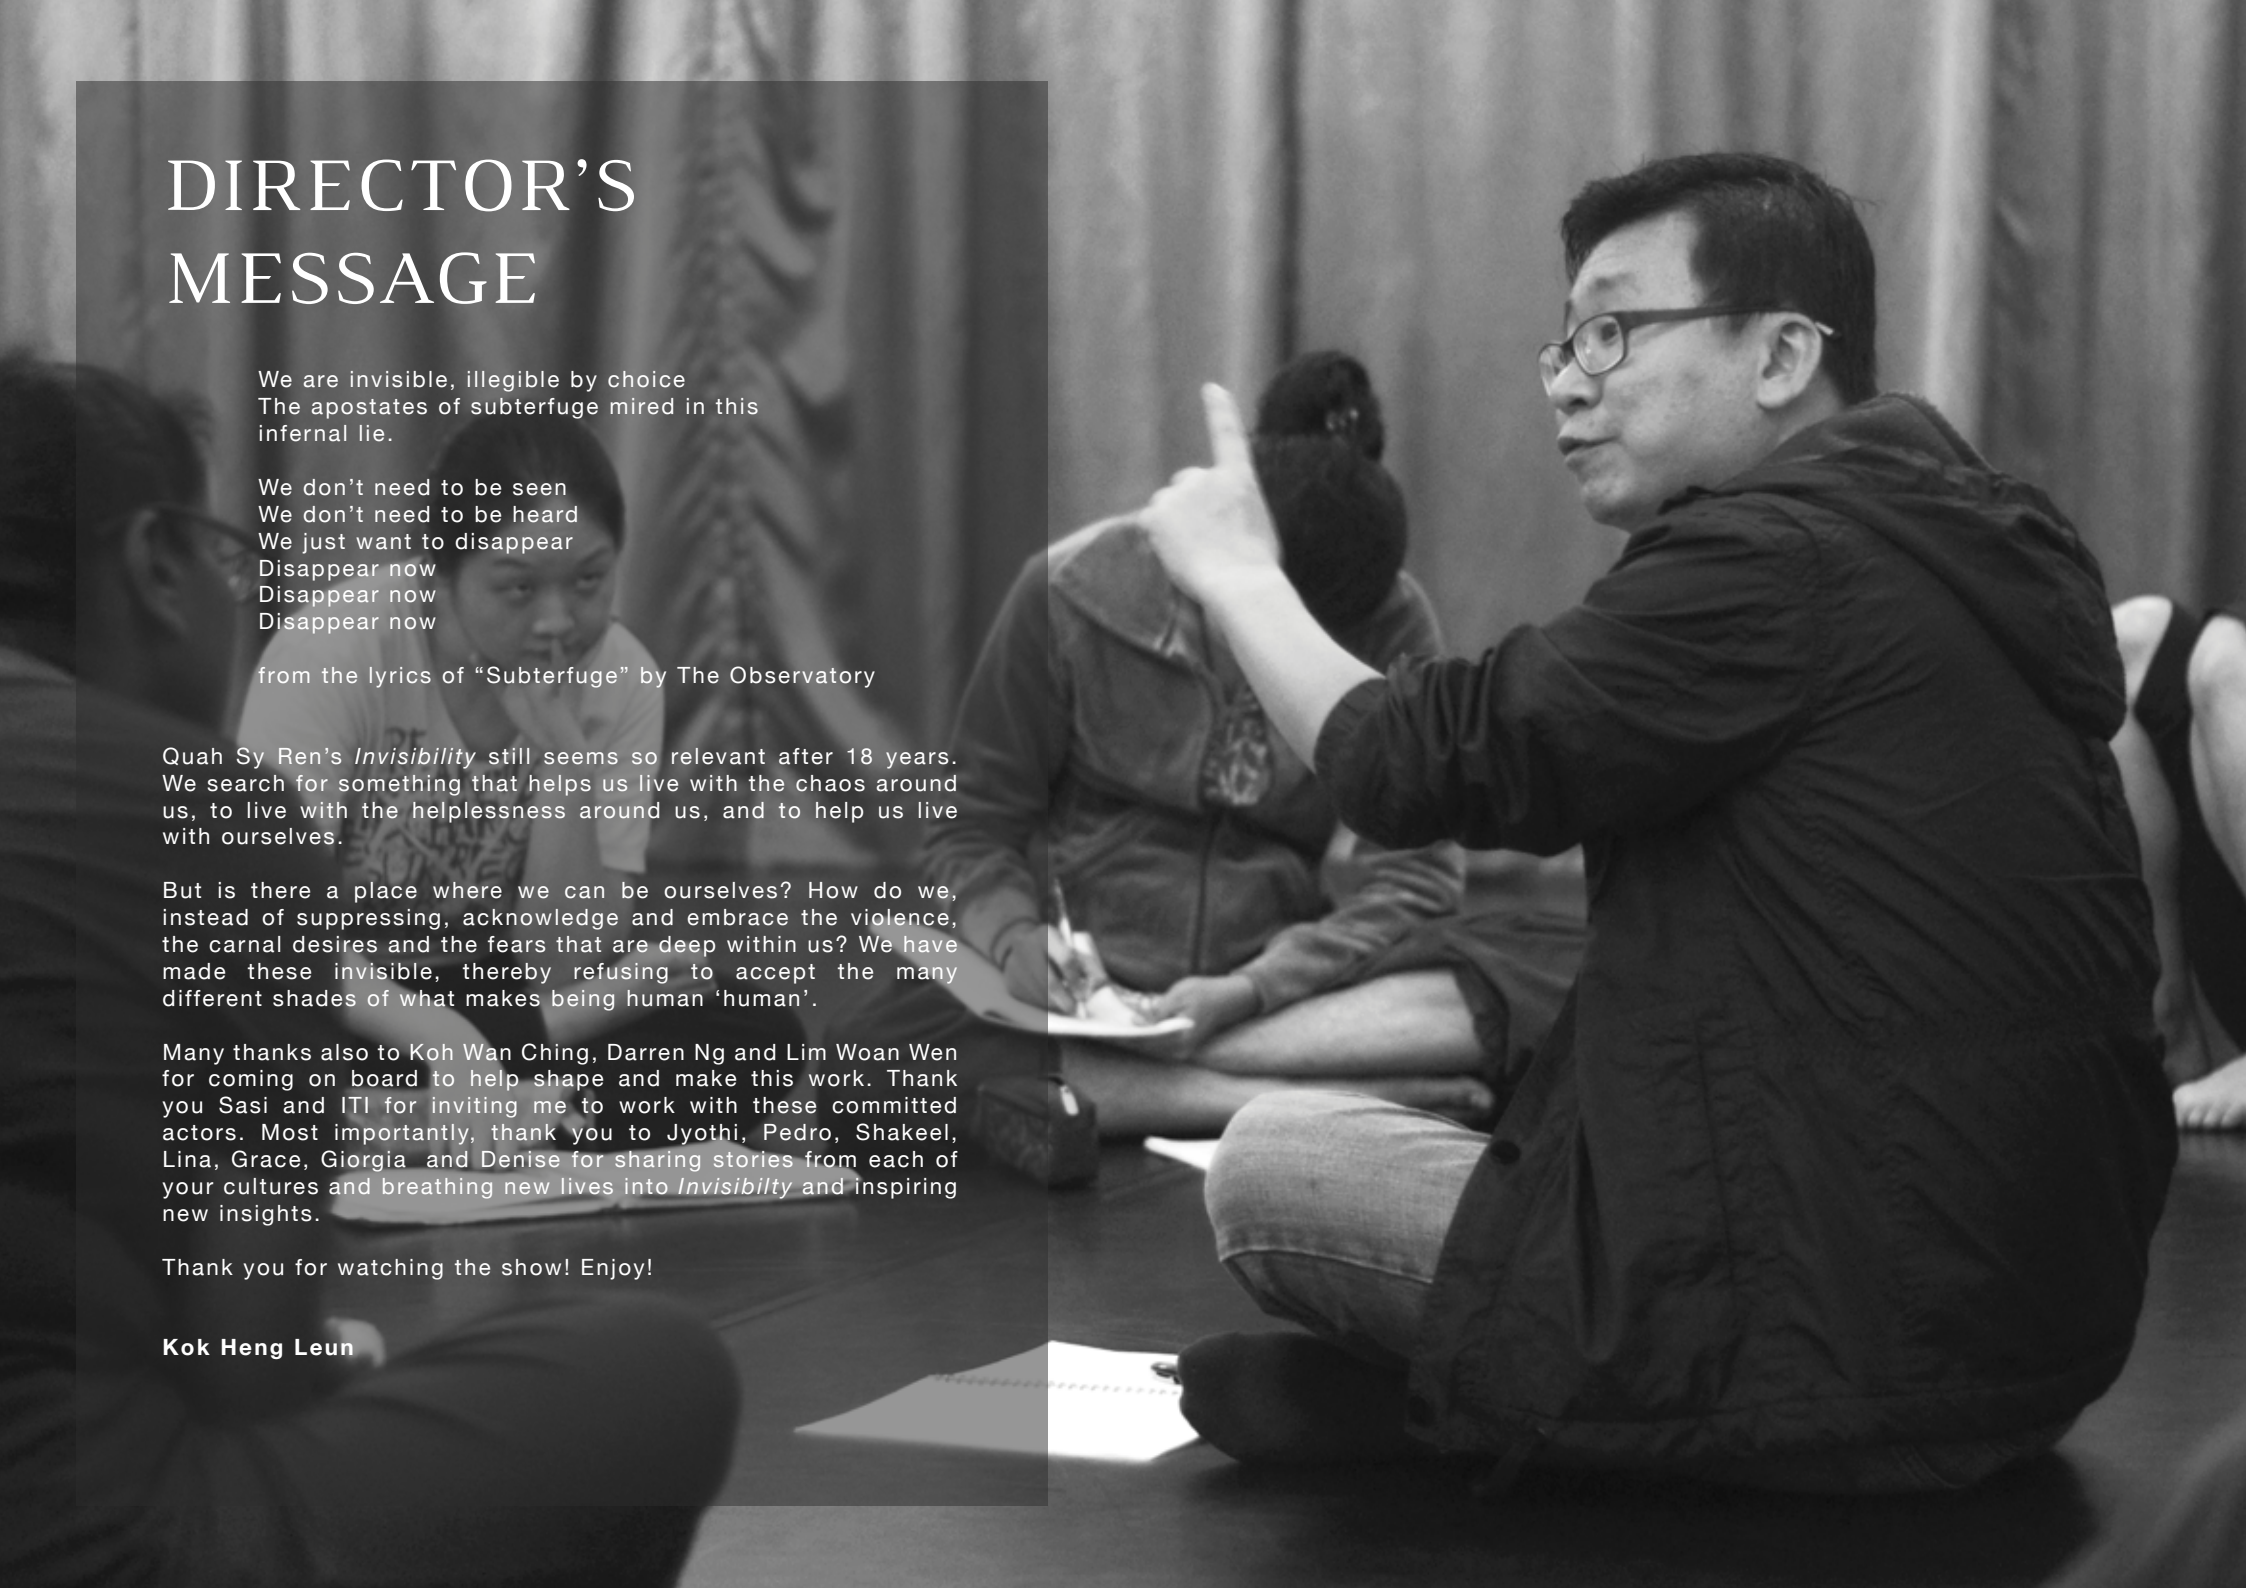 DIRECTOR’S
MESSAGE
We are invisible, illegible by choice
The apostates of subterfuge mired in this
infernal lie.
We don’t need to be seen
We don’t need to be heard
We just want to disappear
Disappear now
Disappear now
Disappear now
from the lyrics of “Subterfuge” by The Observatory
Quah Sy Ren’s Invisibility still seems so relevant after 18 years.
We search for something that helps us live with the chaos around
us, to live with the helplessness around us, and to help us live
with ourselves.
But is there a place where we can be ourselves? How do we,
instead of suppressing, acknowledge and embrace the violence,
the carnal desires and the fears that are deep within us? We have
made these invisible, thereby refusing to accept the many
different shades of what makes being human ‘human’.
Many thanks also to Koh Wan Ching, Darren Ng and Lim Woan Wen
for coming on board to help shape and make this work. Thank
you Sasi and ITI for inviting me to work with these committed
actors. Most importantly, thank you to Jyothi, Pedro, Shakeel,
Lina, Grace, Giorgia and Denise for sharing stories from each of
your cultures and breathing new lives into Invisibilty and inspiring
new insights.
Thank you for watching the show! Enjoy!
Kok Heng Leun